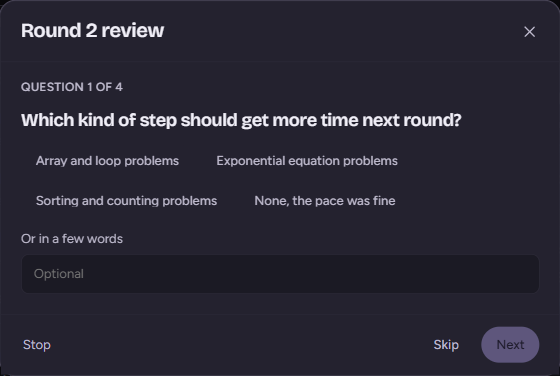 Round 2 review
QUESTION 1 OF 4
Which kind of step should get more time next round?
Array and loop problems Exponential equation problems
Sorting and counting problems None, the pace was fine
Or in a few words
Optional
Stop Skip Next